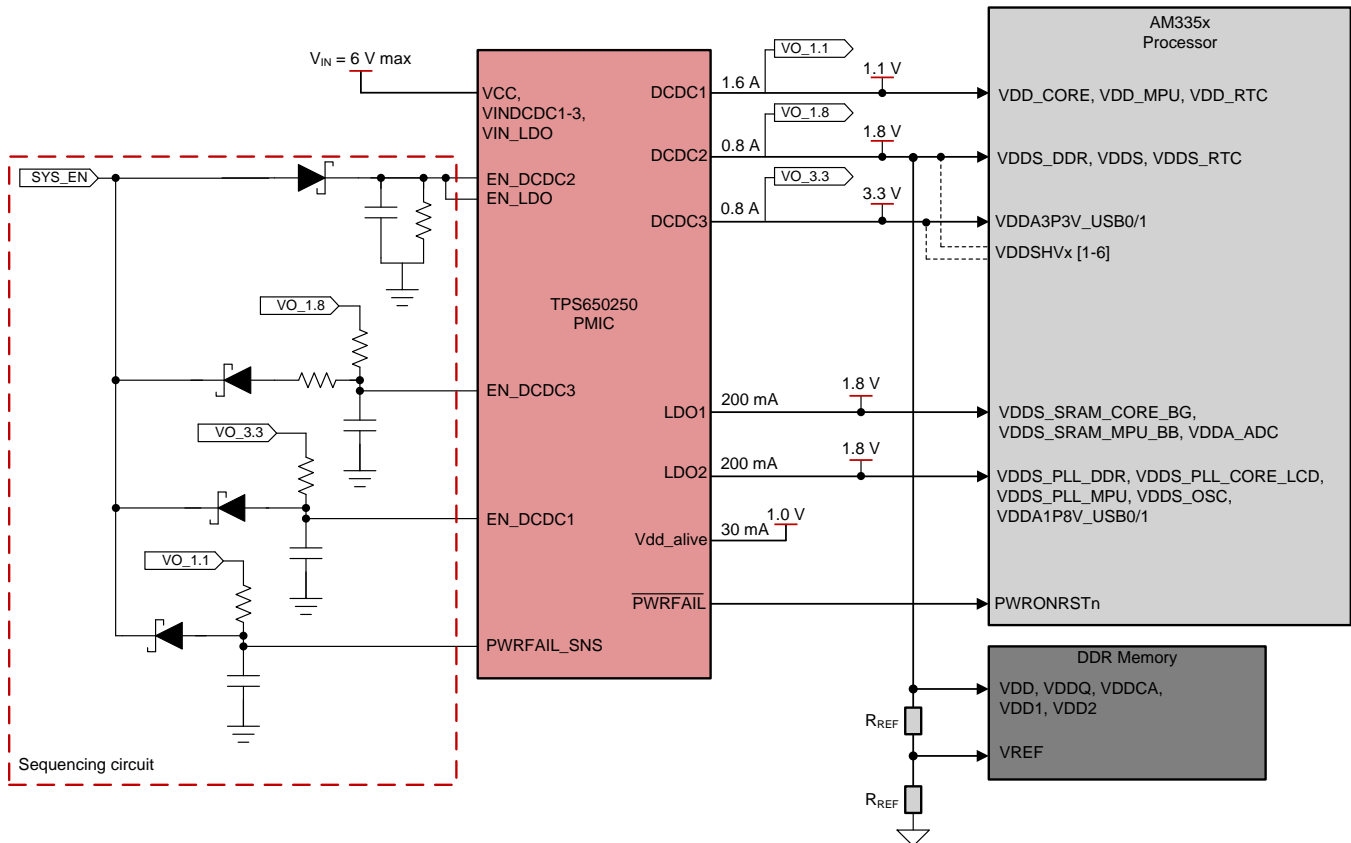 AM335x
Processor
VIN = 6 V max
VCC,
VINDCDC1-3,
VIN_LDO
DCDC1
1.6 A
VO_1.1
1.1 V
VDD_CORE, VDD_MPU, VDD_RTC
DCDC2
0.8 A
VO_1.8
1.8 V
VDDS_DDR, VDDS, VDDS_RTC
SYS_EN
EN_DCDC2
EN_LDO
DCDC3
0.8 A
VO_3.3
3.3 V
VDDA3P3V_USB0/1
VDDSHVx [1-6]
TPS650250
PMIC
VO_1.8
EN_DCDC3
LDO1
200 mA
1.8 V
VDDS_SRAM_CORE_BG,
VDDS_SRAM_MPU_BB, VDDA_ADC
VO_3.3
LDO2
200 mA
1.8 V
VDDS_PLL_DDR, VDDS_PLL_CORE_LCD,
VDDS_PLL_MPU, VDDS_OSC,
VDDA1P8V_USB0/1
EN_DCDC1
Vdd_alive
30 mA
1.0 V
VO_1.1
PWRFAIL
PWRONRSTn
PWRFAIL_SNS
DDR Memory
VDD, VDDQ, VDDCA,
VDD1, VDD2
RREF
VREF
RREF
Sequencing circuit